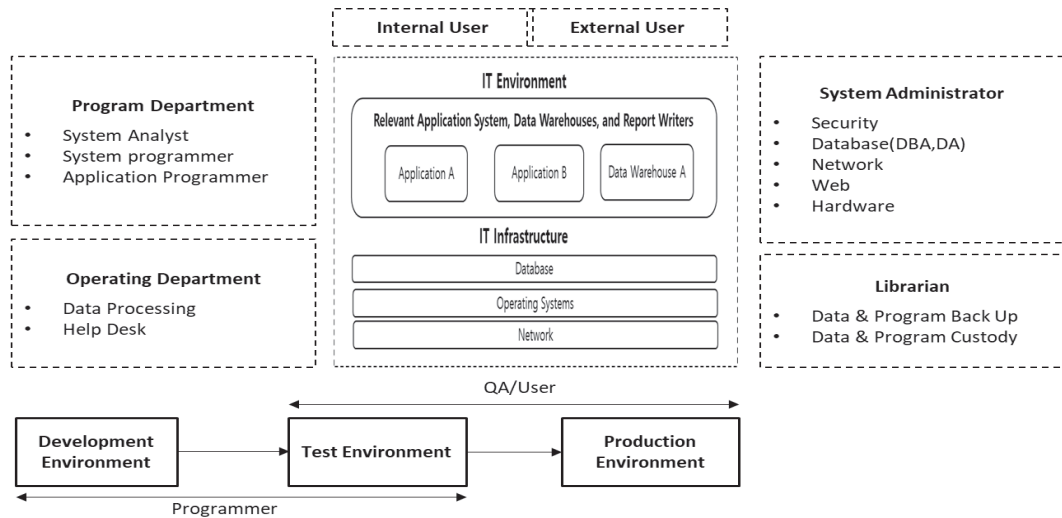 Internal User
External User
Program Department
• System Analyst
• System programmer
• Application Programmer
Operating Department
• Data Processing
• Help Desk
IT Environment
Relevant Application System, Data Warehouses, and Report Writers
Application A
Application B
Data Warehouse A
IT Infrastructure
Database
Operating Systems
Network
System Administrator
• Security
• Database(DBA,DA)
• Network
• Web
• Hardware
Librarian
• Data & Program Back Up
• Data & Program Custody
QA/User
Development
Environment
Test Environment
Production
Environment
Programmer